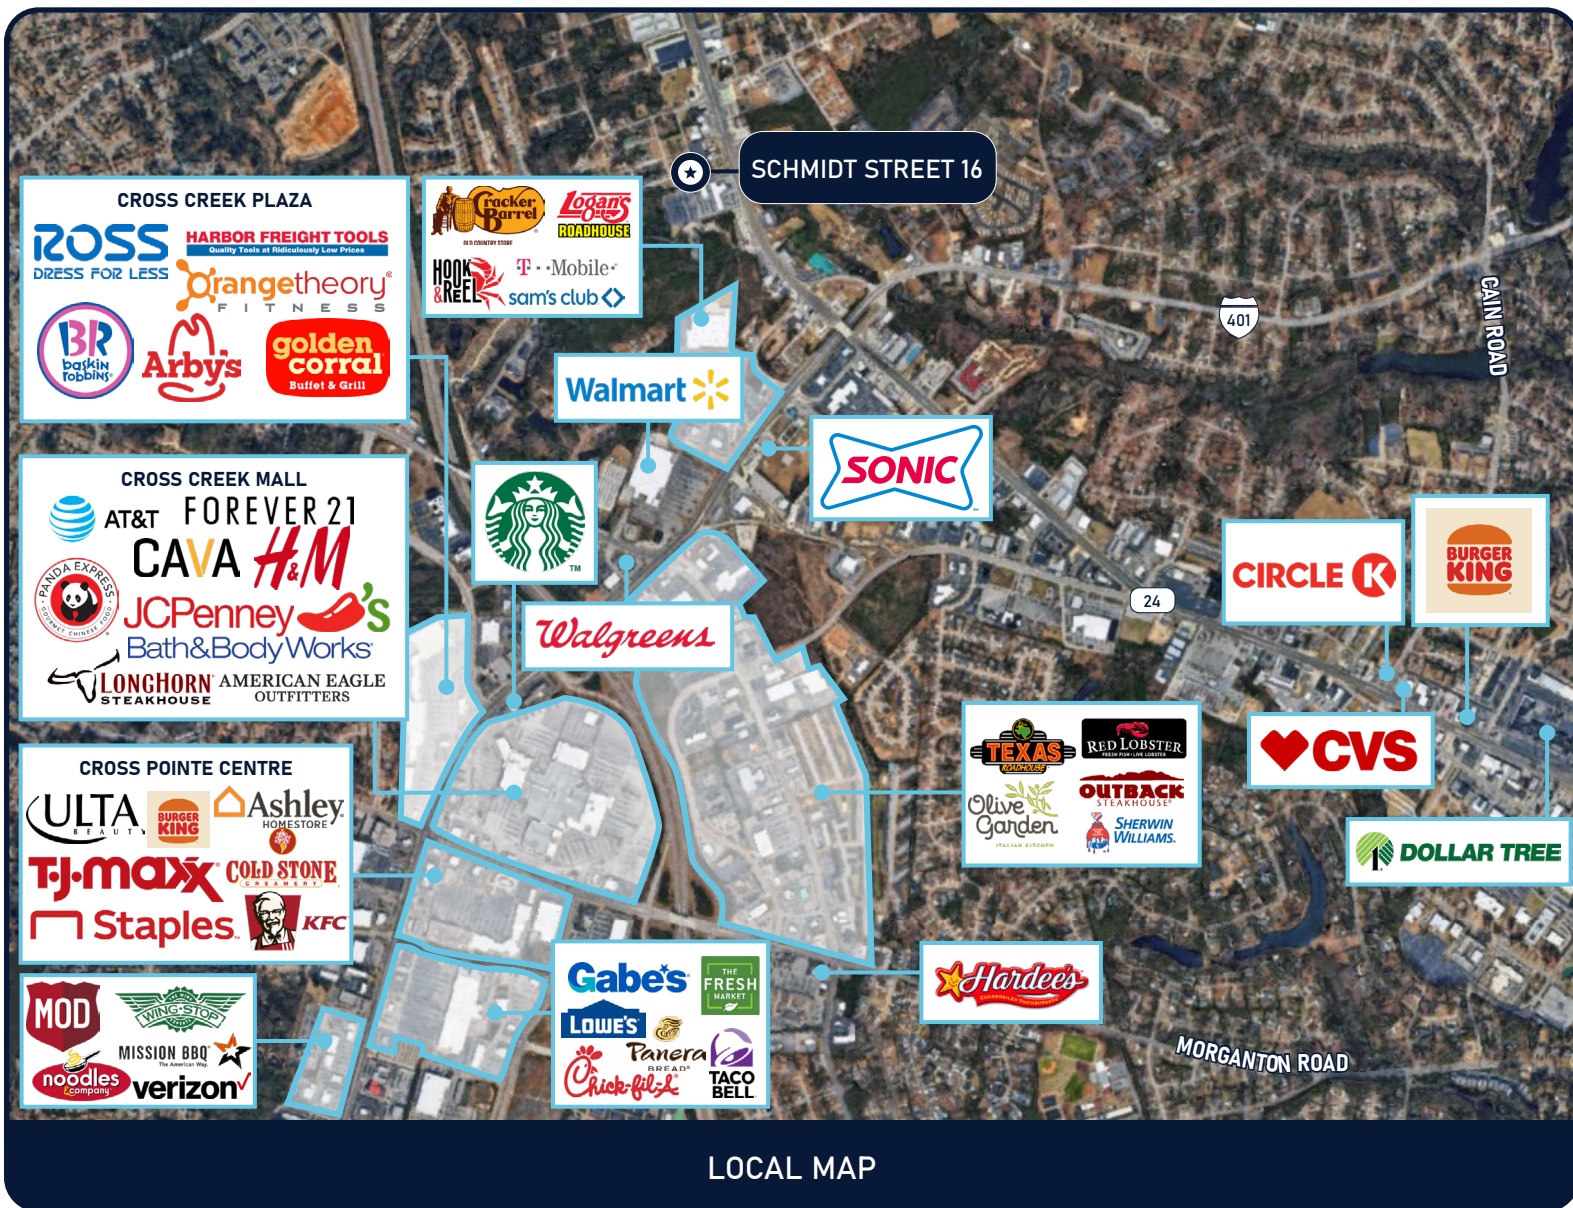 SCHMIDT STREET 16
CROSS CREEK PLAZA
ROSS
DRESS FOR LESS
HARBOR FREIGHT TOOLS
Quality Tools at Ridiculously Low Prices
Orangetheory®
FITNESS
BR
baskin
robbins®
Arby's
golden
corral
Buffet & Grill
Cracker
Barrel
OLD COUNTRY STORE
Logan's
ROADHOUSE
HOOK
& REEL
T··Mobile·
sam's club
Walmart
SONIC
401
CAIN ROAD
CROSS CREEK MALL
AT&T
FOREVER 21
CAVA
H&M
PANDA EXPRESS
GOURMET CHINESE FOOD
JCPenney
's
Bath&BodyWorks
LONGHORN
STEAKHOUSE
AMERICAN EAGLE
OUTFITTERS
TM
Walgreens
24
CIRCLE K
BURGER
KING
CVS
DOLLAR TREE
TEXAS
ROADHOUSE
RED LOBSTER
FRESH FISH • LIVE LOBSTER
Olive
Garden
ITALIAN KITCHEN
OUTBACK
STEAKHOUSE®
SHERWIN
WILLIAMS.
CROSS POINTE CENTRE
ULTA
BEAUTY
BURGER
KING
Ashley
HOMESTORE
T·J·maxx
COLD STONE
CREAMERY
Staples
KFC
MOD
WING·STOP
MISSION BBQ
The American Way.
noodles
&company
verizon
Gabe's
THE
FRESH
MARKET
LOWE'S
Panera
BREAD®
Chick-fil-A
TACO
BELL
Hardee's
CHARBROILED THICKBURGERS
MORGANTON ROAD
LOCAL MAP